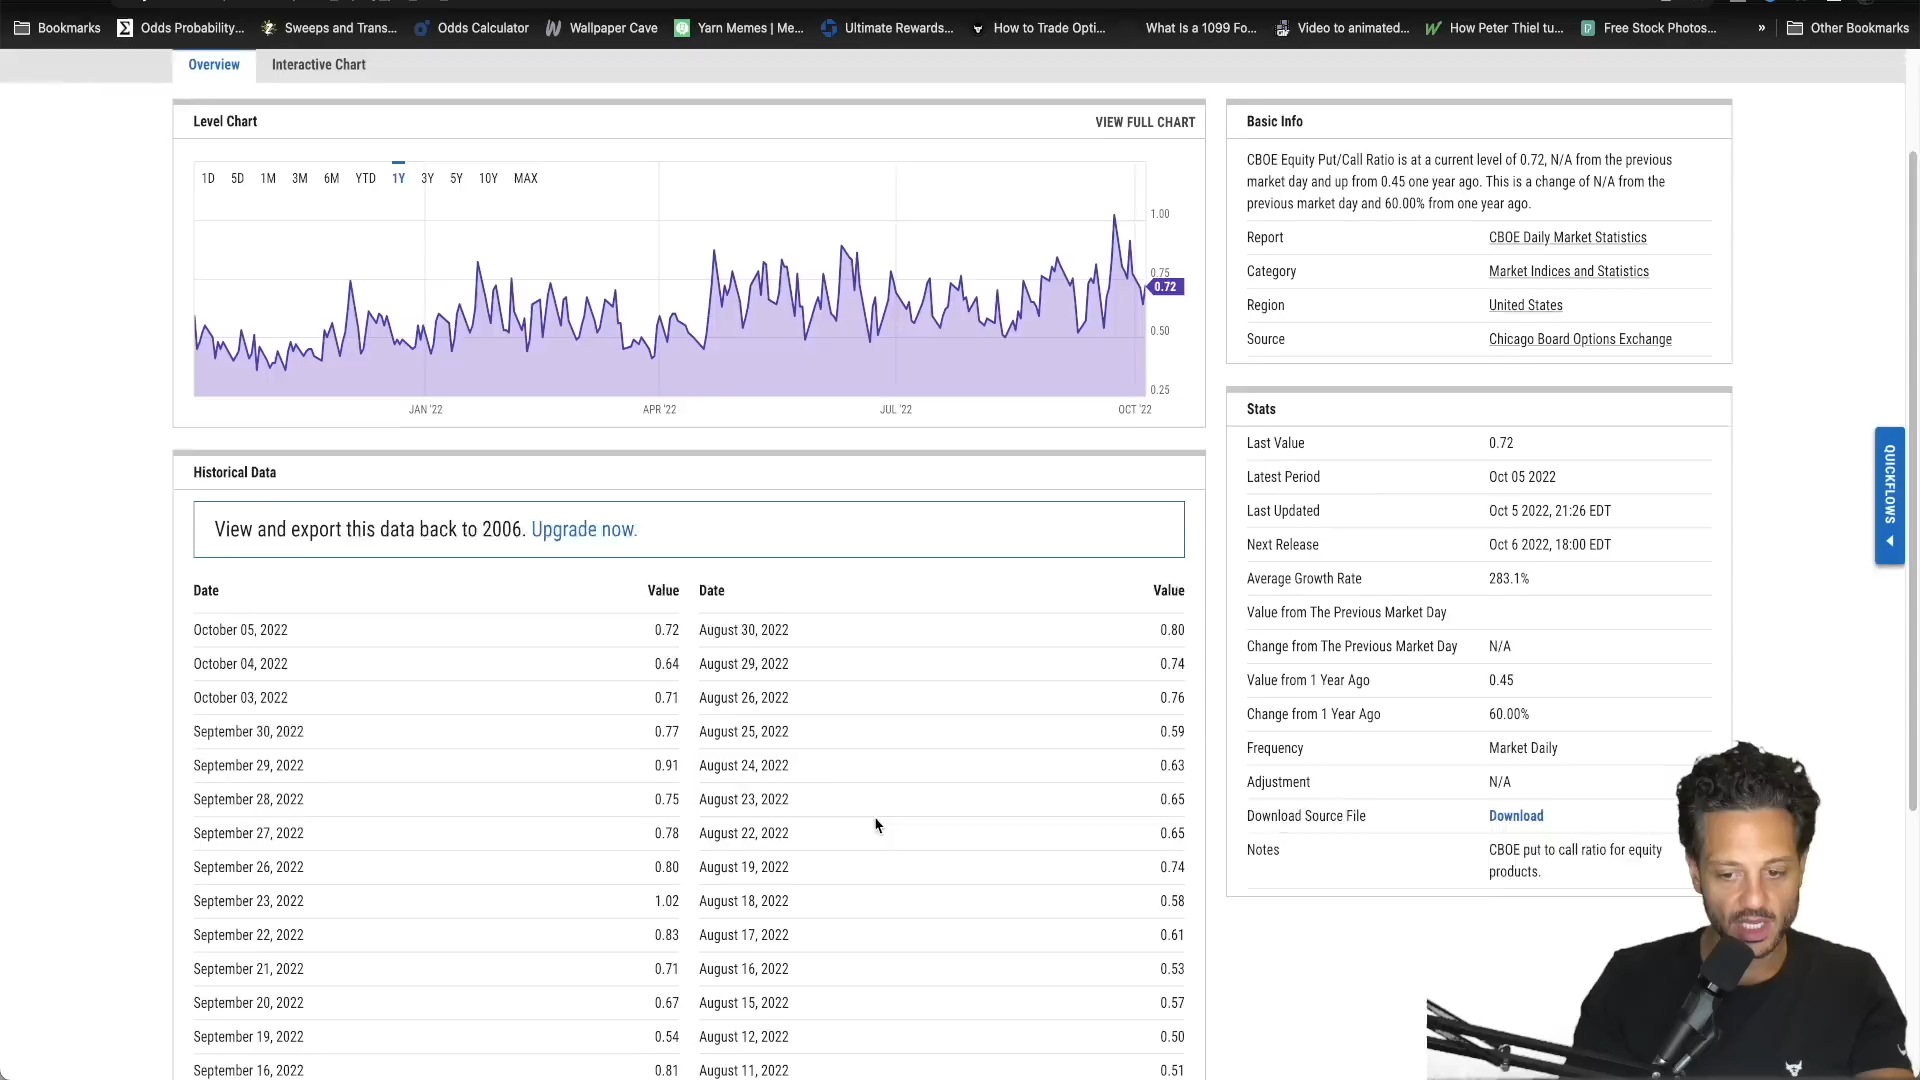 Bookmarks
Odds Probability...
Sweeps and Trans...
Odds Calculator
Wallpaper Cave
Yarn Memes | Me...
Ultimate Rewards...
How to Trade Opti...
What Is a 1099 Fo...
Video to animated...
How Peter Thiel tu...
Free Stock Photos...
»
Other Bookmarks
Overview
Interactive Chart
Level Chart
VIEW FULL CHART
1D 5D 1M 3M 6M YTD 1Y 3Y 5Y 10Y MAX
1.00
0.75
0.72
0.50
0.25
JAN '22
APR '22
JUL '22
OCT '22
Historical Data
View and export this data back to 2006. Upgrade now.
Date Value Date Value
October 05, 2022 0.72 August 30, 2022 0.80
October 04, 2022 0.64 August 29, 2022 0.74
October 03, 2022 0.71 August 26, 2022 0.76
September 30, 2022 0.77 August 25, 2022 0.59
September 29, 2022 0.91 August 24, 2022 0.63
September 28, 2022 0.75 August 23, 2022 0.65
September 27, 2022 0.78 August 22, 2022 0.65
September 26, 2022 0.80 August 19, 2022 0.74
September 23, 2022 1.02 August 18, 2022 0.58
September 22, 2022 0.83 August 17, 2022 0.61
September 21, 2022 0.71 August 16, 2022 0.53
September 20, 2022 0.67 August 15, 2022 0.57
September 19, 2022 0.54 August 12, 2022 0.50
September 16, 2022 0.81 August 11, 2022 0.51
Basic Info
CBOE Equity Put/Call Ratio is at a current level of 0.72, N/A from the previous
market day and up from 0.45 one year ago. This is a change of N/A from the
previous market day and 60.00% from one year ago.
Report CBOE Daily Market Statistics
Category Market Indices and Statistics
Region United States
Source Chicago Board Options Exchange
Stats
Last Value 0.72
Latest Period Oct 05 2022
Last Updated Oct 5 2022, 21:26 EDT
Next Release Oct 6 2022, 18:00 EDT
Average Growth Rate 283.1%
Value from The Previous Market Day
Change from The Previous Market Day N/A
Value from 1 Year Ago 0.45
Change from 1 Year Ago 60.00%
Frequency Market Daily
Adjustment N/A
Download Source File Download
Notes CBOE put to call ratio for equity
products.
QUICKFLOWS